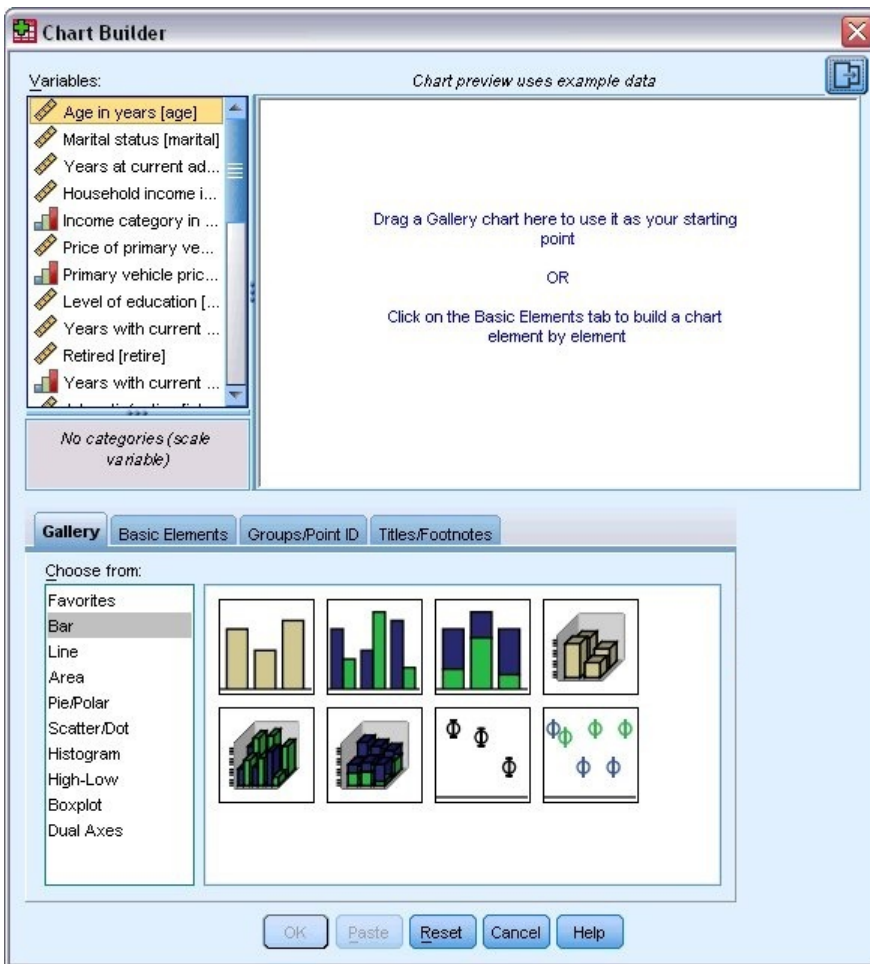 Chart Builder
Variables:
Chart preview uses example data
Age in years [age]
Marital status [marital]
Years at current ad...
Household income i...
Income category in ...
Price of primary ve...
Primary vehicle pric...
Level of education [...
Years with current ...
Retired [retire]
Years with current ...
No categories (scale
variable)
Drag a Gallery chart here to use it as your starting
point
OR
Click on the Basic Elements tab to build a chart
element by element
Gallery
Basic Elements
Groups/Point ID
Titles/Footnotes
Choose from:
Favorites
Bar
Line
Area
Pie/Polar
Scatter/Dot
Histogram
High-Low
Boxplot
Dual Axes
OK
Paste
Reset
Cancel
Help